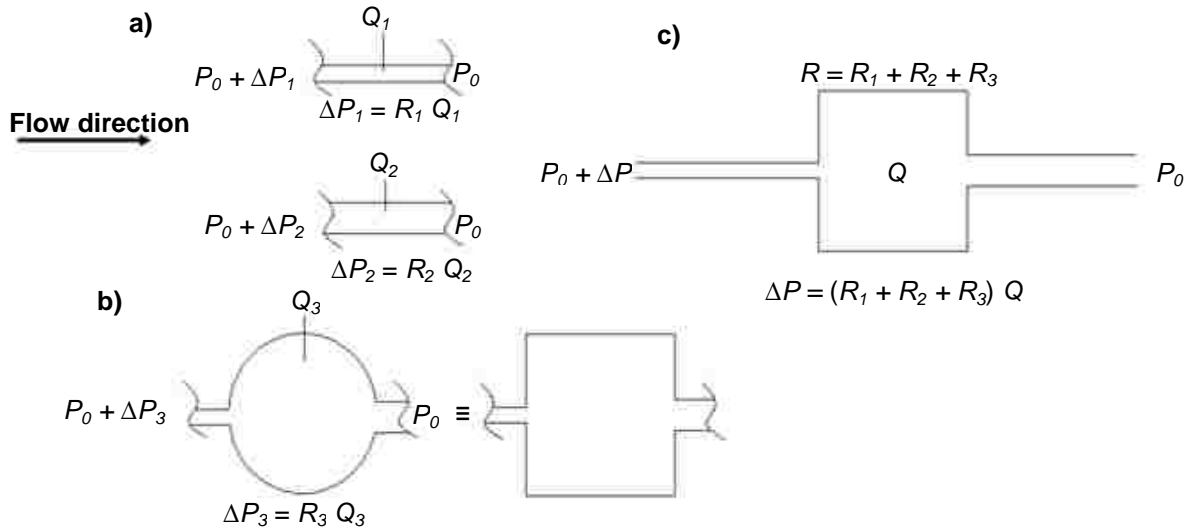 a)
Q₁
P₀ + ΔP₁
P₀
ΔP₁ = R₁ Q₁
Flow direction
Q₂
P₀ + ΔP₂
P₀
ΔP₂ = R₂ Q₂
b)
Q₃
P₀ + ΔP₃
P₀ ≡
ΔP₃ = R₃ Q₃
c)
R = R₁ + R₂ + R₃
P₀ + ΔP
Q
P₀
ΔP = (R₁ + R₂ + R₃) Q